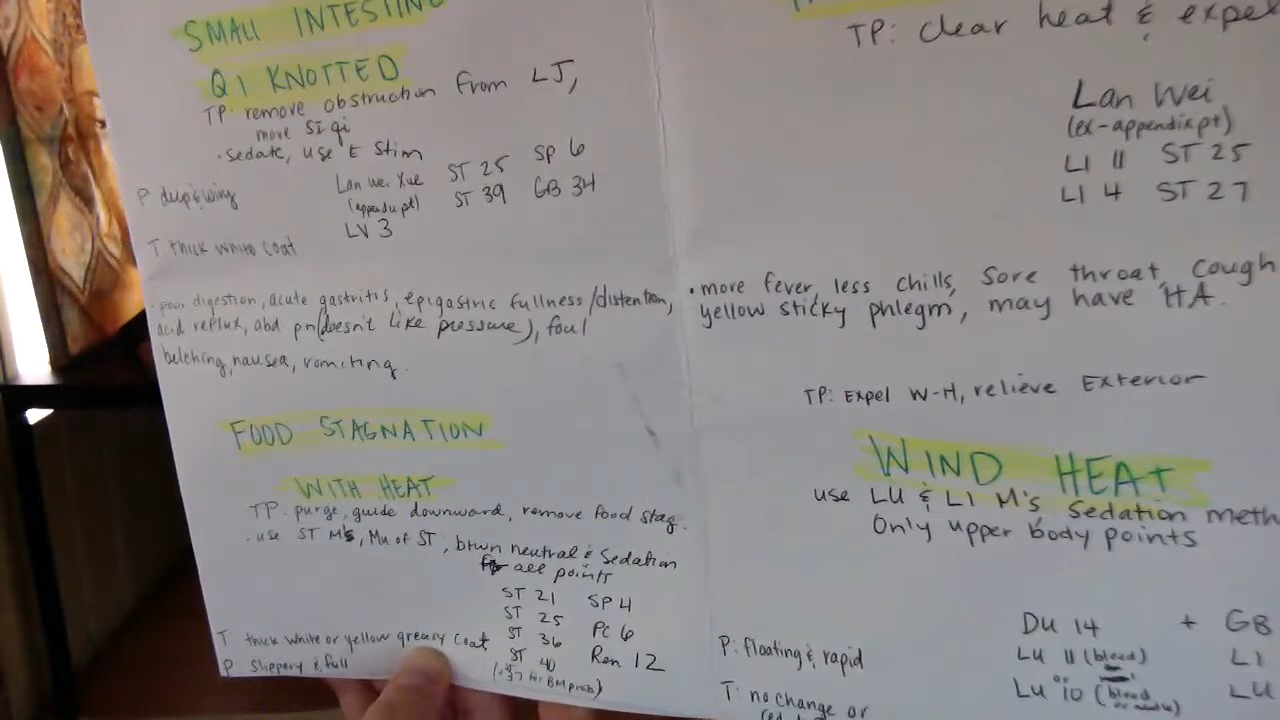 SMALL INTESTINE
QI KNOTTED
TP: remove obstruction from LJ,
move SI qi
• sedate, use E Stim
Lan Wei Xue
(appendix pt)
LV 3
ST 25 SP 6
ST 39 GB 34
P deep & wiry
T. thick white coat
• poor digestion, acute gastritis, epigastric fullness/distention,
acid reflux, abd pn (doesn't like pressure), foul
belching, nausea, vomiting.
FOOD STAGNATION
WITH HEAT
TP: purge, guide downward, remove food stag.
• use ST M's, Mu of ST, btwn neutral & Sedation
all points
ST 21 SP 4
ST 25 PC 6
ST 36 Ren 12
ST 40
(+37 for BM prob)
T thick white or yellow greasy coat
P: Slippery & full
TP: clear heat & expel
Lan Wei
(ex-appendix pt)
LI 11 ST 25
LI 4 ST 27
• more fever, less chills, sore throat, cough
yellow sticky phlegm, may have HA.
TP: Expel W-H, relieve Exterior
WIND HEAT
use LU & LI M's Sedation meth
Only upper body points
Du 14 + GB
LU 11 (bleed) LI
or
LU 10 (bleed LU
P: floating & rapid
T: no change or